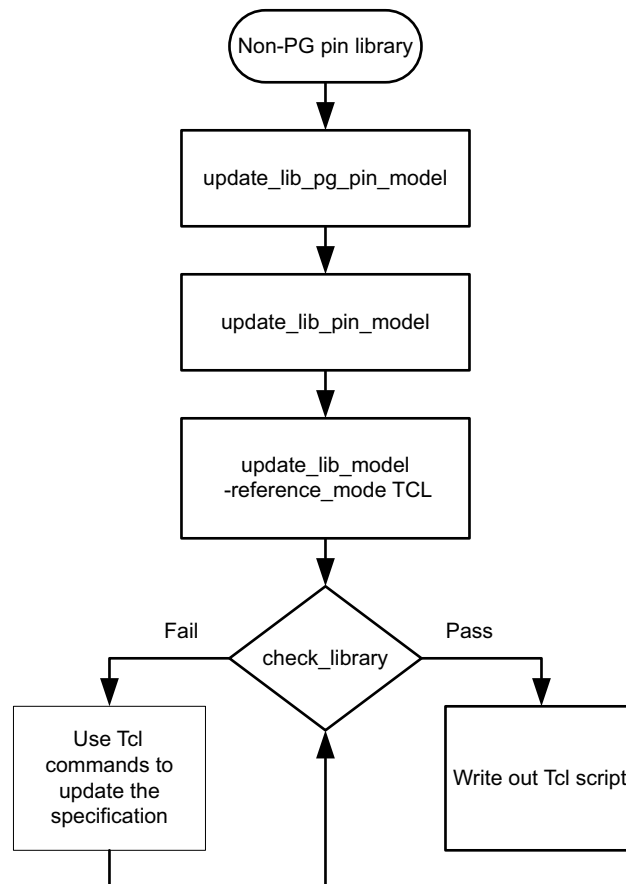 Non-PG pin library
update_lib_pg_pin_model
update_lib_pin_model
update_lib_model
-reference_mode TCL
Fail
Pass
check_library
Use Tcl
commands to
update the
specification
Write out Tcl script